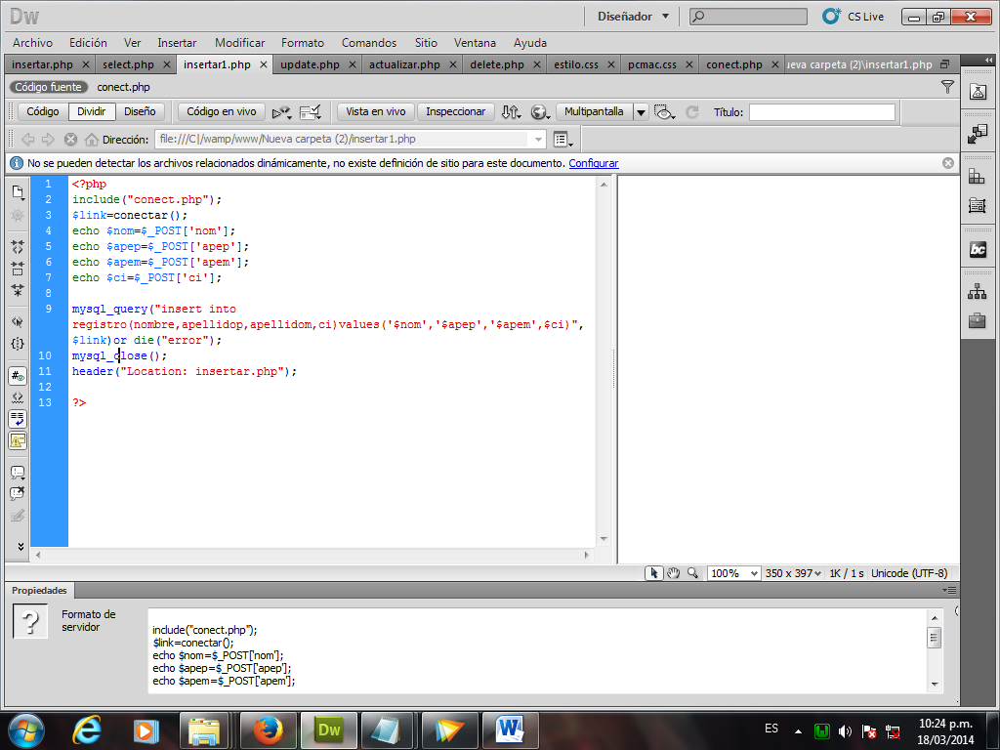 Dw Diseñador CS Live
Archivo Edición Ver Insertar Modificar Formato Comandos Sitio Ventana Ayuda
insertar.php select.php insertar1.php update.php actualizar.php delete.php estilo.css pcmac.css conect.php ueva carpeta (2)\insertar1.php
Código fuente conect.php
Código Dividir Diseño Código en vivo Vista en vivo Inspeccionar Multipantalla Título:
Dirección: file:///C|/wamp/www/Nueva carpeta (2)/insertar1.php
No se pueden detectar los archivos relacionados dinámicamente, no existe definición de sitio para este documento. Configurar
1 <?php
2 include("conect.php");
3 $link=conectar();
4 echo $nom=$_POST['nom'];
5 echo $apep=$_POST['apep'];
6 echo $apem=$_POST['apem'];
7 echo $ci=$_POST['ci'];
8
9 mysql_query("insert into
registro(nombre,apellidop,apellidom,ci)values('$nom','$apep','$apem',$ci)",
$link)or die("error");
10 mysql_close();
11 header("Location: insertar.php");
12
13 ?>
100% 350 x 397 1K / 1 s Unicode (UTF-8)
Propiedades
Formato de
servidor
include("conect.php");
$link=conectar();
echo $nom=$_POST['nom'];
echo $apep=$_POST['apep'];
echo $apem=$_POST['apem'];
Dw W ES 10:24 p.m.
18/03/2014